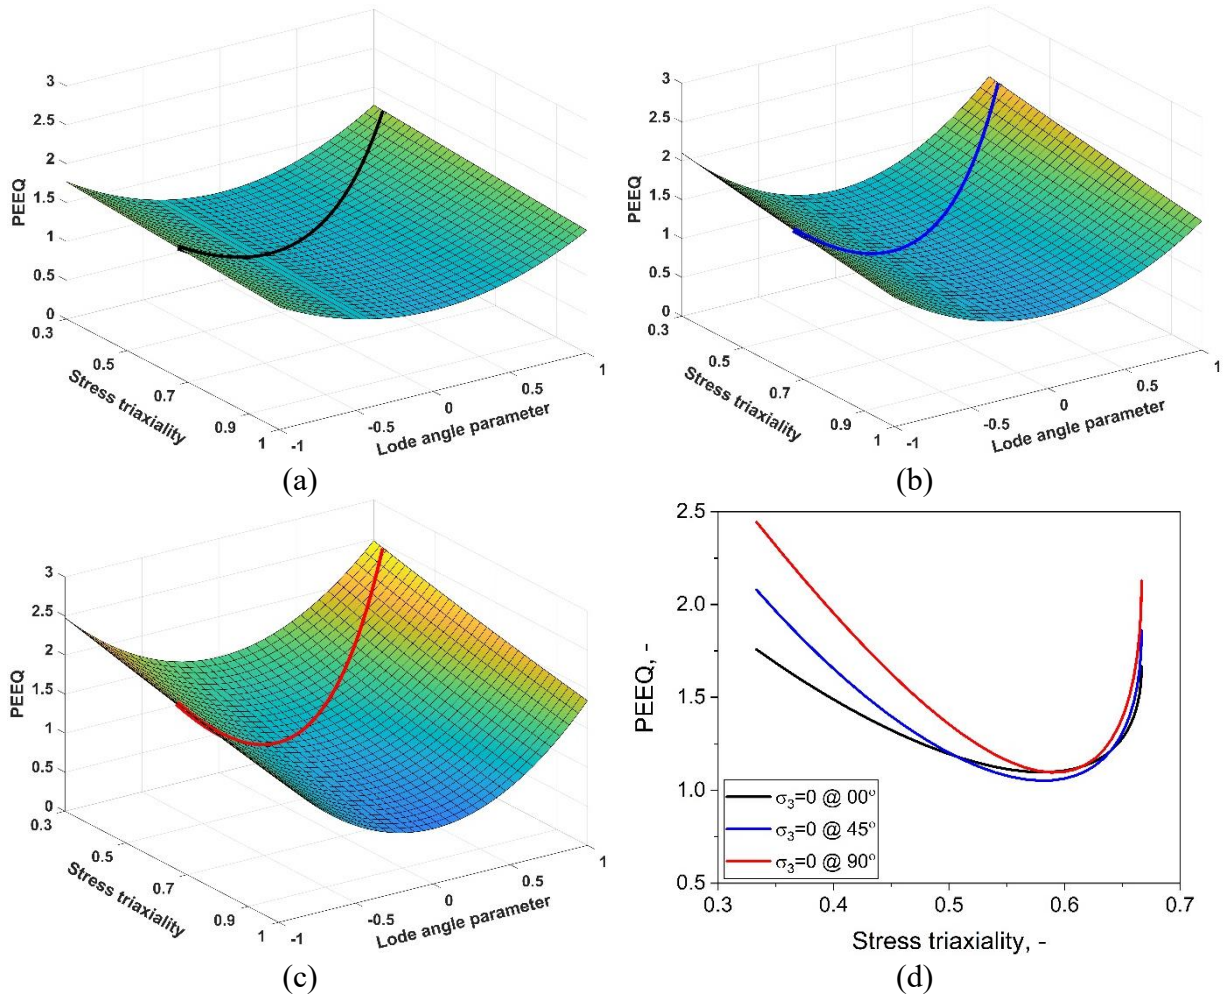 3
2.5
2
1.5
1
0.5
0
PEEQ
0.3
0.5
0.7
0.9
1
Stress triaxiality
-1
-0.5
0
0.5
1
Lode angle parameter
(a)
3
2.5
2
1.5
1
0.5
0
PEEQ
0.3
0.5
0.7
0.9
1
Stress triaxiality
-1
-0.5
0
0.5
1
Lode angle parameter
(b)
3
2.5
2
1.5
1
0.5
0
PEEQ
0.3
0.5
0.7
0.9
1
Stress triaxiality
-1
-0.5
0
0.5
1
Lode angle parameter
(c)
2.5
2.0
1.5
1.0
0.5
PEEQ, -
σ₃=0 @ 00°
σ₃=0 @ 45°
σ₃=0 @ 90°
0.3 0.4 0.5 0.6 0.7
Stress triaxiality, -
(d)